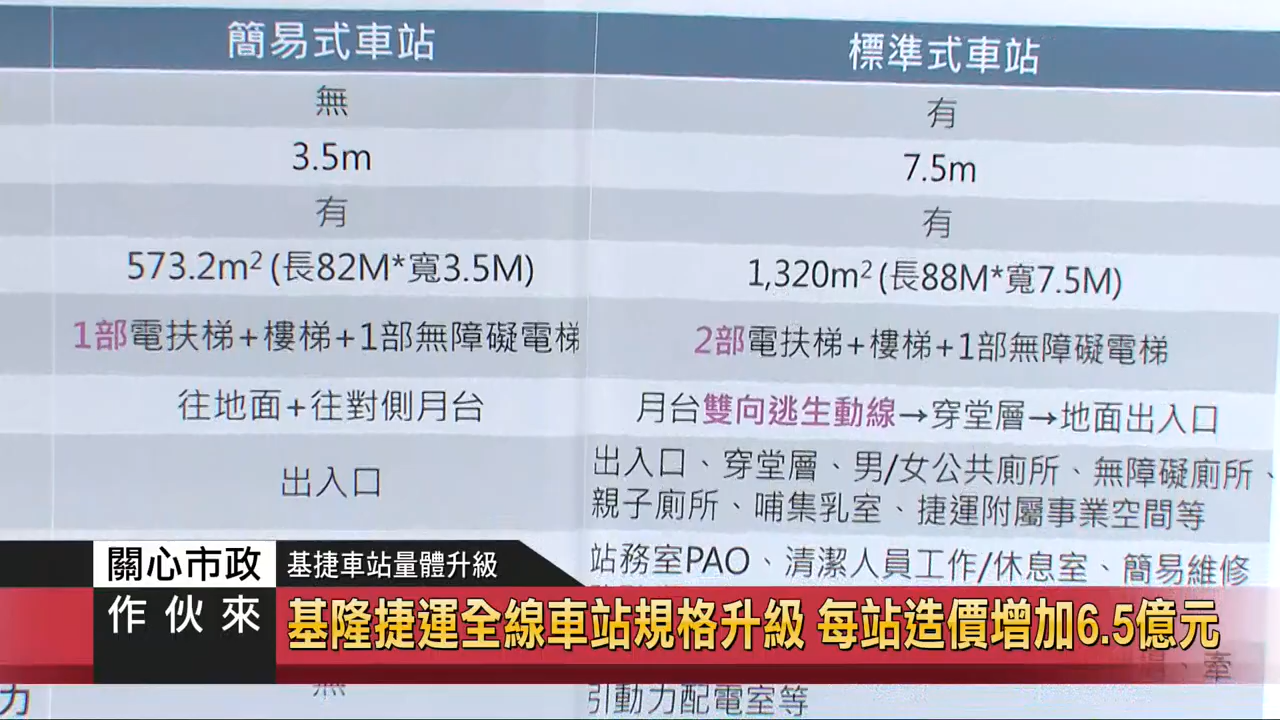 簡易式車站 標準式車站
無 有
3.5m 7.5m
有 有
573.2m² (長82M*寬3.5M) 1,320m² (長88M*寬7.5M)
1部電扶梯+樓梯+1部無障礙電梯 2部電扶梯+樓梯+1部無障礙電梯
往地面+往對側月台 月台雙向逃生動線→穿堂層→地面出入口
出入口 出入口、穿堂層、男/女公共廁所、無障礙廁所、
親子廁所、哺集乳室、捷運附屬事業空間等
站務室PAO、清潔人員工作/休息室、簡易維修
關心市政 基捷車站量體升級
作伙來 基隆捷運全線車站規格升級 每站造價增加6.5億元
、牽
力 無 引動力配電室等